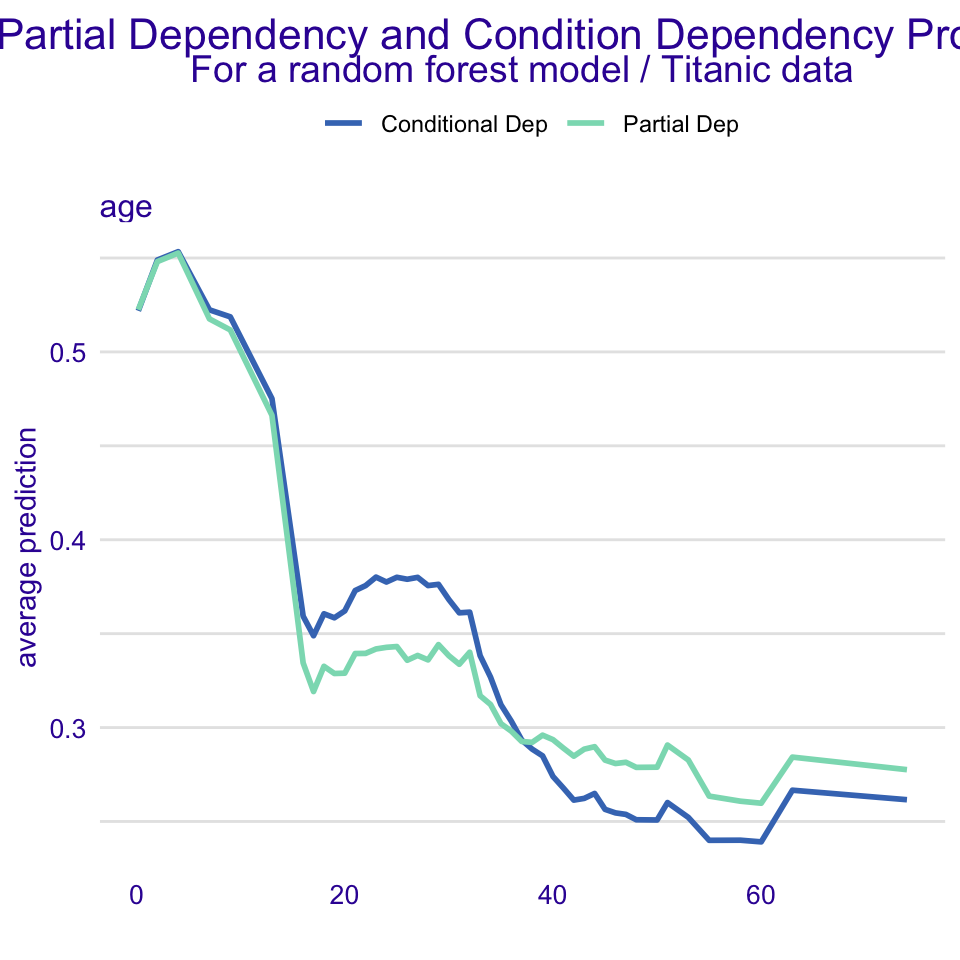 Partial Dependency and Condition Dependency Pro
For a random forest model / Titanic data
Conditional Dep Partial Dep
age
average prediction
0.5
0.4
0.3
0 20 40 60